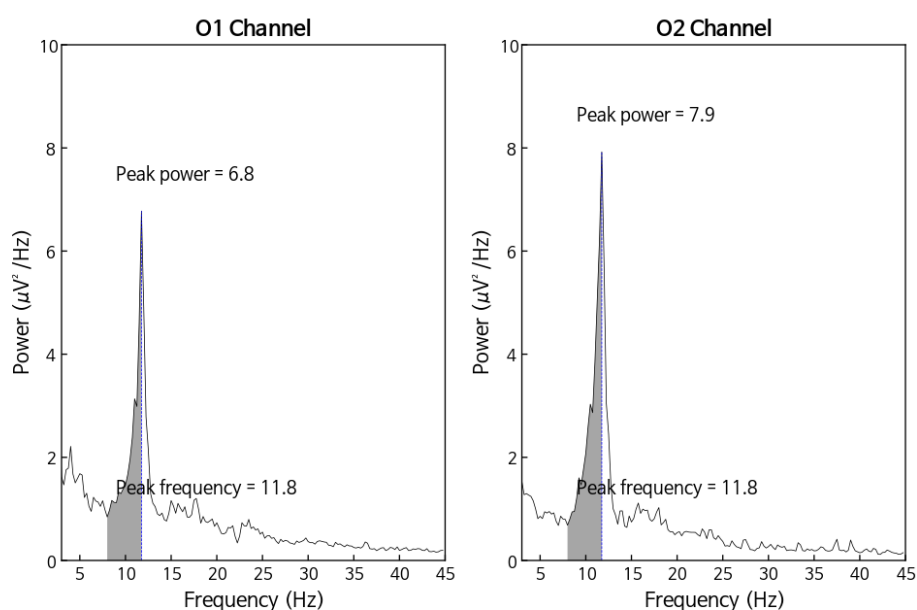 O1 Channel
10
8
6
4
2
0
Power (µV²/Hz)
Peak power = 6.8
Peak frequency = 11.8
5 10 15 20 25 30 35 40 45
Frequency (Hz)
O2 Channel
10
8
6
4
2
0
Power (µV²/Hz)
Peak power = 7.9
Peak frequency = 11.8
5 10 15 20 25 30 35 40 45
Frequency (Hz)